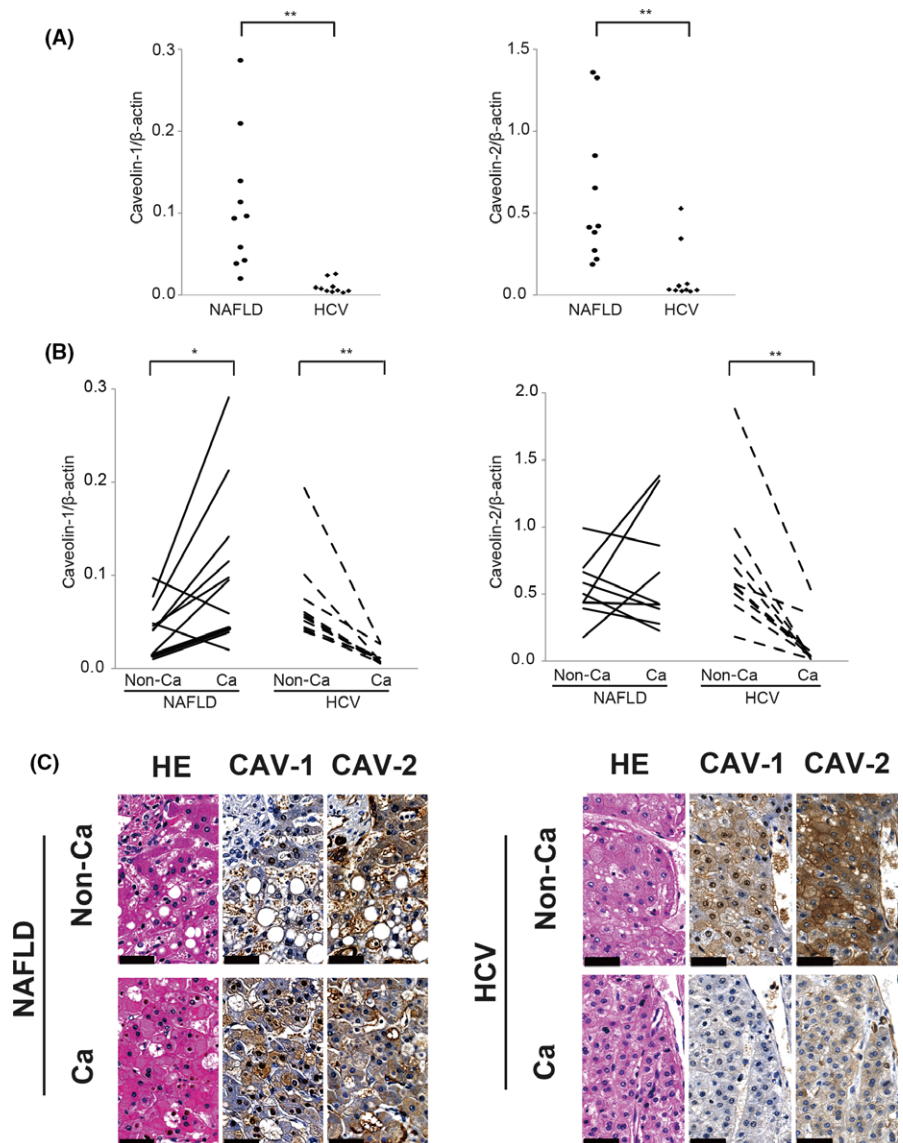 (A)
**
**
Caveolin-1/β-actin
0.3
0.2
0.1
0.0
NAFLD HCV
Caveolin-2/β-actin
1.5
1.0
0.5
0.0
NAFLD HCV
(B)
*
**
**
Caveolin-1/β-actin
0.3
0.2
0.1
0.0
Non-Ca Ca Non-Ca Ca
NAFLD HCV
Caveolin-2/β-actin
2.0
1.5
1.0
0.5
0.0
Non-Ca Ca Non-Ca Ca
NAFLD HCV
(C)
HE CAV-1 CAV-2
NAFLD
Non-Ca
Ca
HE CAV-1 CAV-2
HCV
Non-Ca
Ca